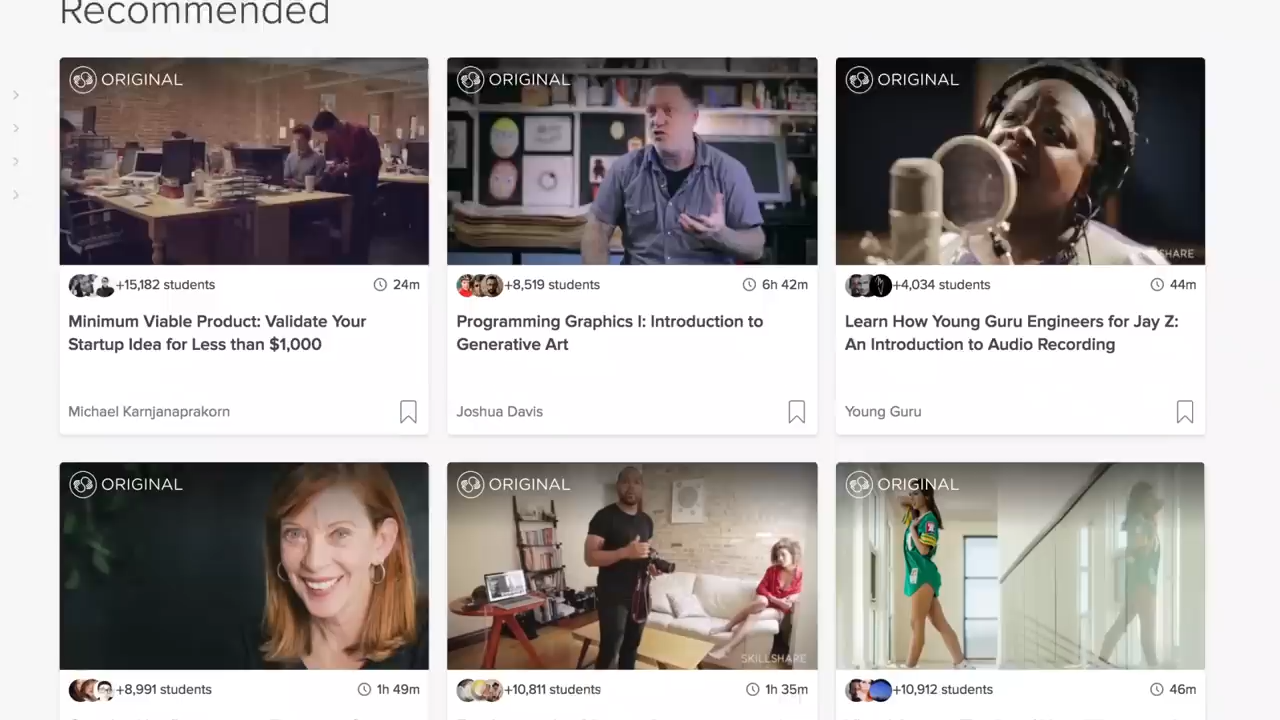 Recommended
ORIGINAL
ORIGINAL
ORIGINAL
SHARE
+15,182 students
24m
+8,519 students
6h 42m
+4,034 students
44m
Minimum Viable Product: Validate Your
Startup Idea for Less than $1,000
Programming Graphics I: Introduction to
Generative Art
Learn How Young Guru Engineers for Jay Z:
An Introduction to Audio Recording
Michael Karnjanaprakorn
Joshua Davis
Young Guru
ORIGINAL
ORIGINAL
ORIGINAL
SKILLSHARE
+8,991 students
1h 49m
+10,811 students
1h 35m
+10,912 students
46m